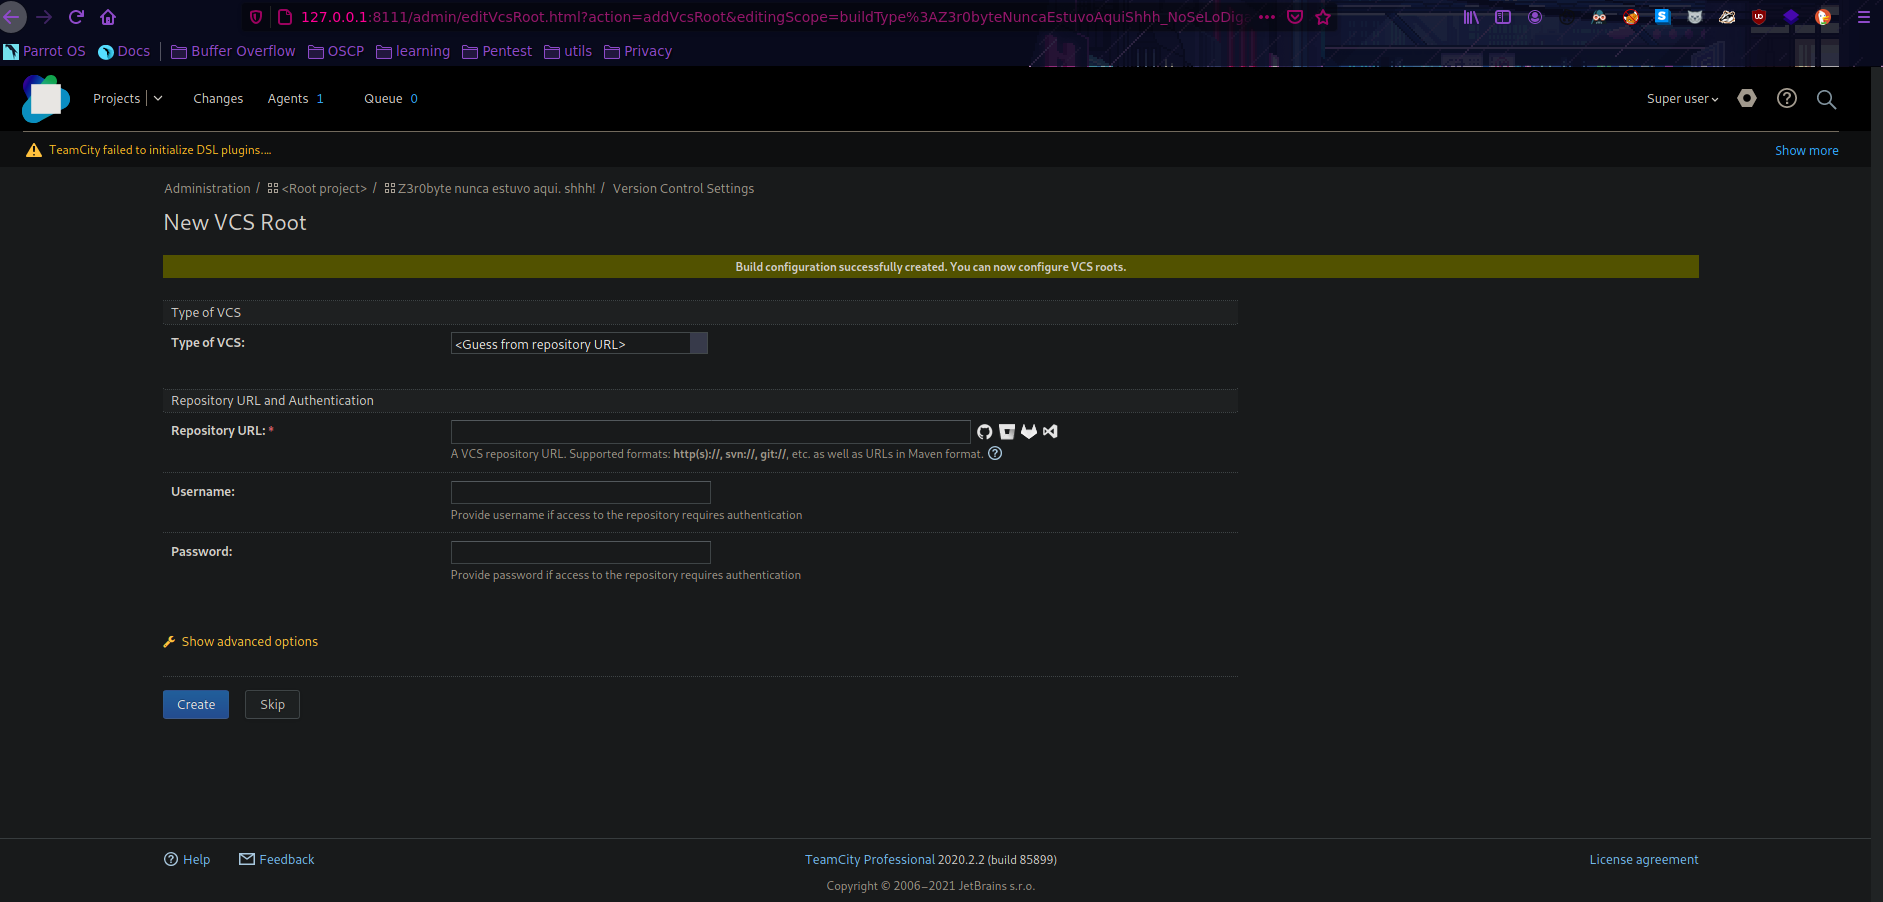 127.0.0.1:8111/admin/editVcsRoot.html?action=addVcsRoot&editingScope=buildType%3AZ3r0byteNuncaEstuvoAquiShhh_NoSeLoDig
Parrot OS Docs Buffer Overflow OSCP learning Pentest utils Privacy
Projects Changes Agents 1 Queue 0 Super user
TeamCity failed to initialize DSL plugins.... Show more
Administration / <Root project> / Z3r0byte nunca estuvo aqui. shhh! / Version Control Settings
New VCS Root
Build configuration successfully created. You can now configure VCS roots.
Type of VCS
Type of VCS: <Guess from repository URL>
Repository URL and Authentication
Repository URL: *
A VCS repository URL. Supported formats: http(s)://, svn://, git://, etc. as well as URLs in Maven format.
Username:
Provide username if access to the repository requires authentication
Password:
Provide password if access to the repository requires authentication
Show advanced options
Create Skip
Help Feedback TeamCity Professional 2020.2.2 (build 85899) License agreement
Copyright © 2006–2021 JetBrains s.r.o.